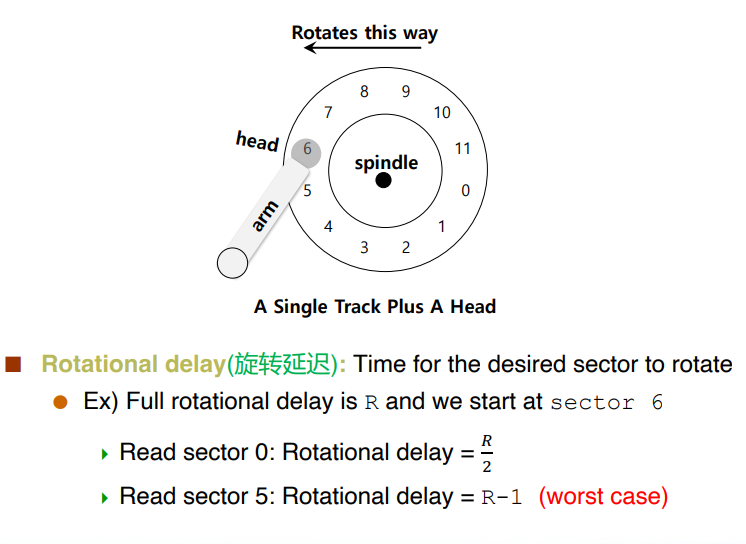 Rotates this way
8 9
7 10
head 6 11
spindle
5 0
arm
4 1
3 2
A Single Track Plus A Head
Rotational delay(旋转延迟): Time for the desired sector to rotate
Ex) Full rotational delay is R and we start at sector 6
Read sector 0: Rotational delay = R/2
Read sector 5: Rotational delay = R-1 (worst case)